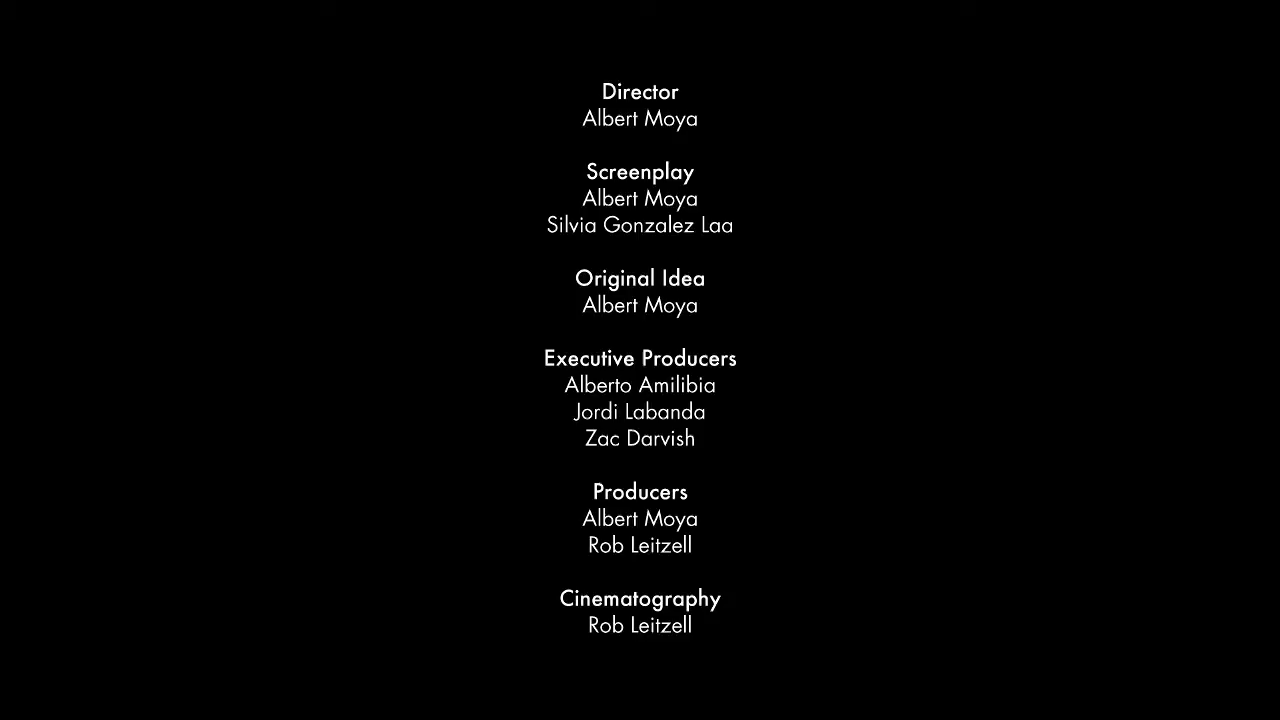 Director
Albert Moya
Screenplay
Albert Moya
Silvia Gonzalez Laa
Original Idea
Albert Moya
Executive Producers
Alberto Amilibia
Jordi Labanda
Zac Darvish
Producers
Albert Moya
Rob Leitzell
Cinematography
Rob Leitzell